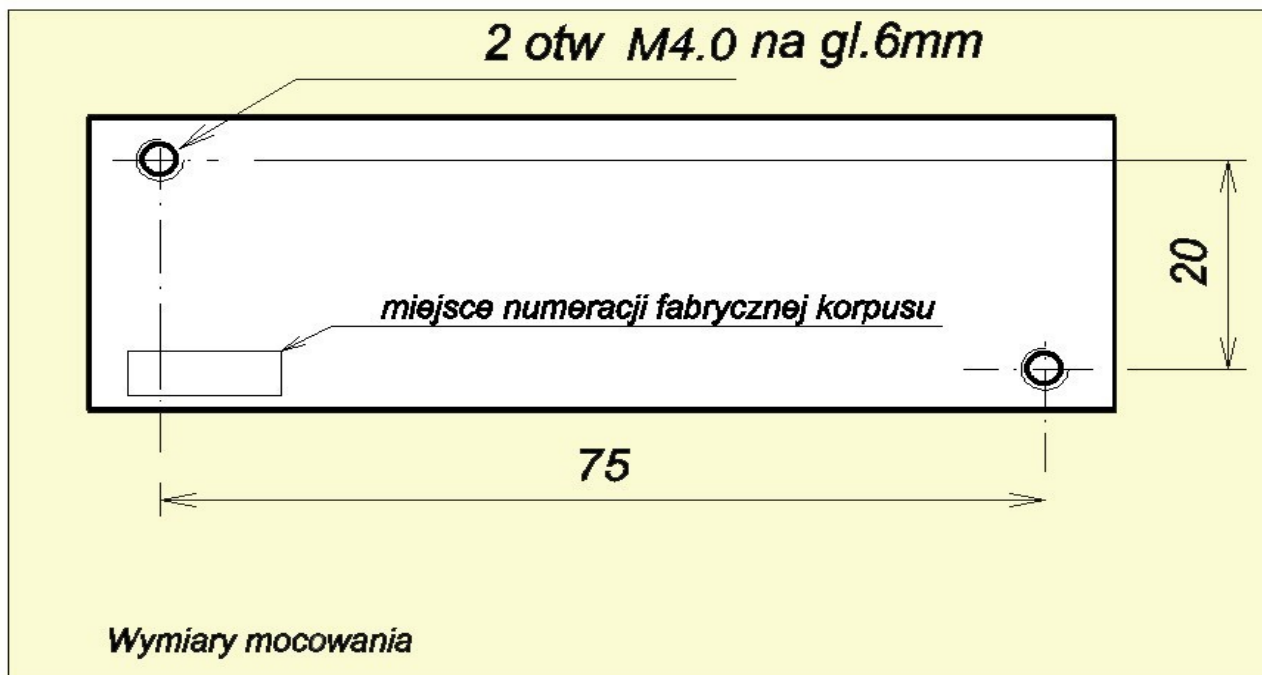 2 otw M4.0 na gl.6mm
20
miejsce numeracji fabrycznej korpusu
75
Wymiary mocowania